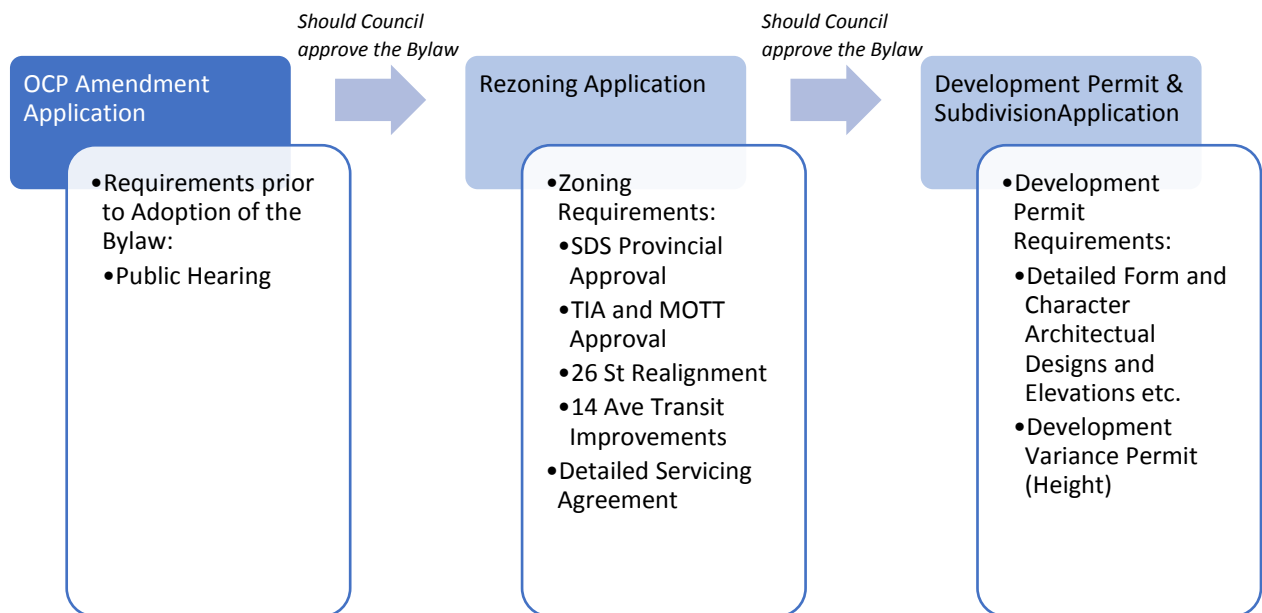 Should Council
approve the Bylaw
Should Council
approve the Bylaw
OCP Amendment
Application
•Requirements prior
to Adoption of the
Bylaw:
•Public Hearing
Rezoning Application
•Zoning
Requirements:
•SDS Provincial
Approval
•TIA and MOTT
Approval
•26 St Realignment
•14 Ave Transit
Improvements
•Detailed Servicing
Agreement
Development Permit &
SubdivisionApplication
•Development
Permit
Requirements:
•Detailed Form and
Character
Architectual
Designs and
Elevations etc.
•Development
Variance Permit
(Height)